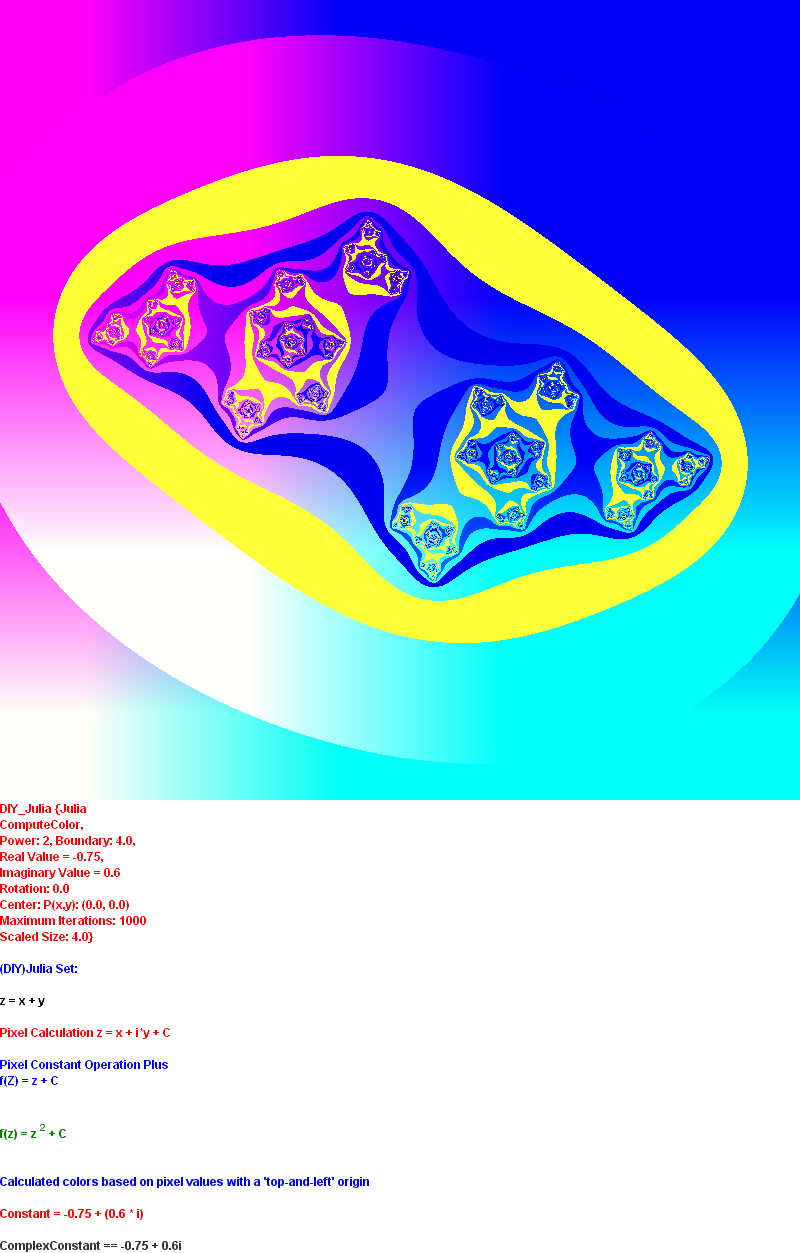 DIY_Julia {Julia
ComputeColor,
Power: 2, Boundary: 4.0,
Real Value = -0.75,
Imaginary Value = 0.6
Rotation: 0.0
Center: P(x,y): (0.0, 0.0)
Maximum Iterations: 1000
Scaled Size: 4.0}
(DIY)Julia Set:
z = x + y
Pixel Calculation z = x + i*y + C
Pixel Constant Operation Plus
f(Z) = z + C
f(z) = z 2 + C
Calculated colors based on pixel values with a 'top-and-left' origin
Constant = -0.75 + (0.6 * i)
ComplexConstant == -0.75 + 0.6i